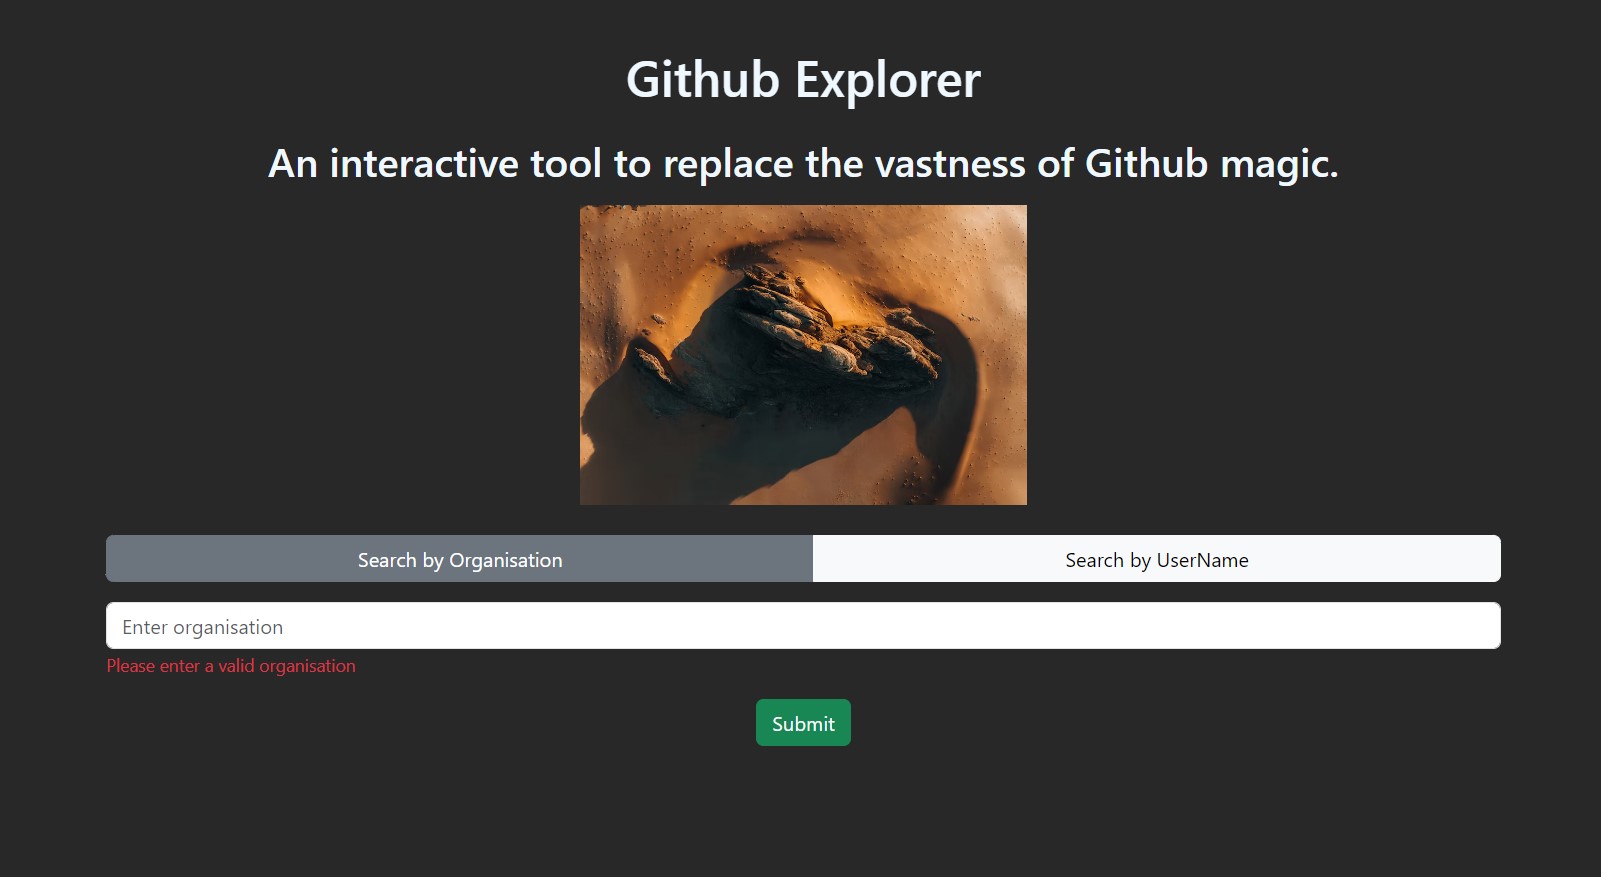 Github Explorer
An interactive tool to replace the vastness of Github magic.
Search by Organisation
Search by UserName
Enter organisation
Please enter a valid organisation
Submit